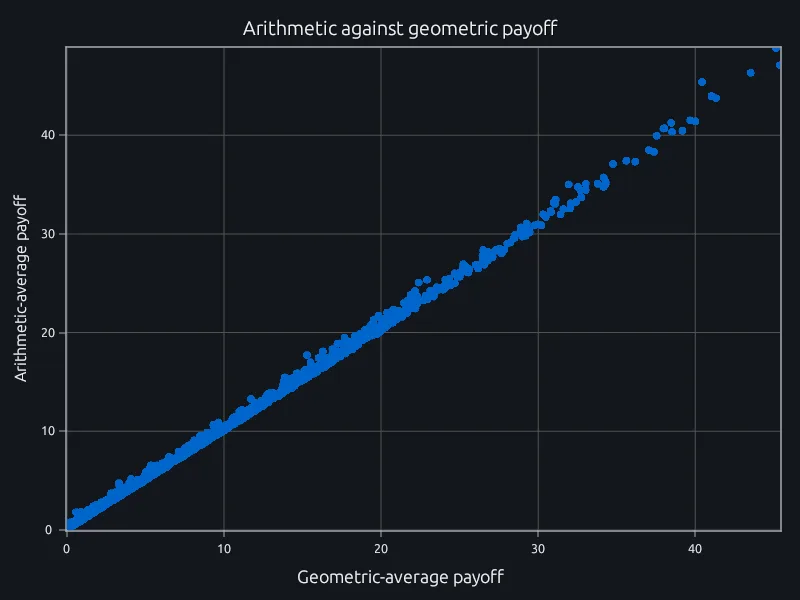 Arithmetic against geometric payoff
Arithmetic-average payoff
40
30
20
10
0
0 10 20 30 40
Geometric-average payoff